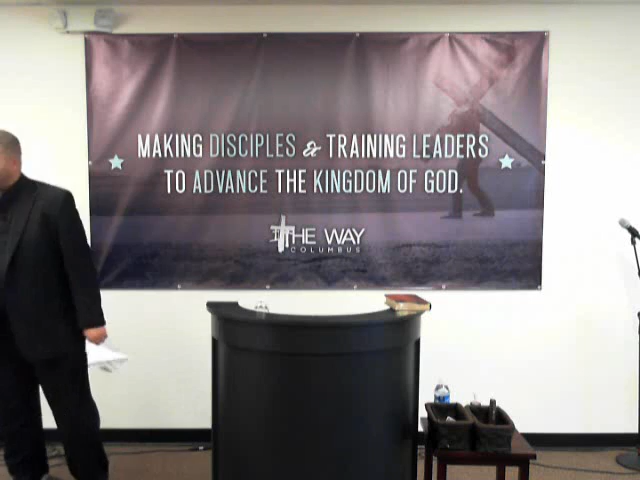 MAKING DISCIPLES & TRAINING LEADERS
TO ADVANCE THE KINGDOM OF GOD.
THE WAY
COLUMBUS